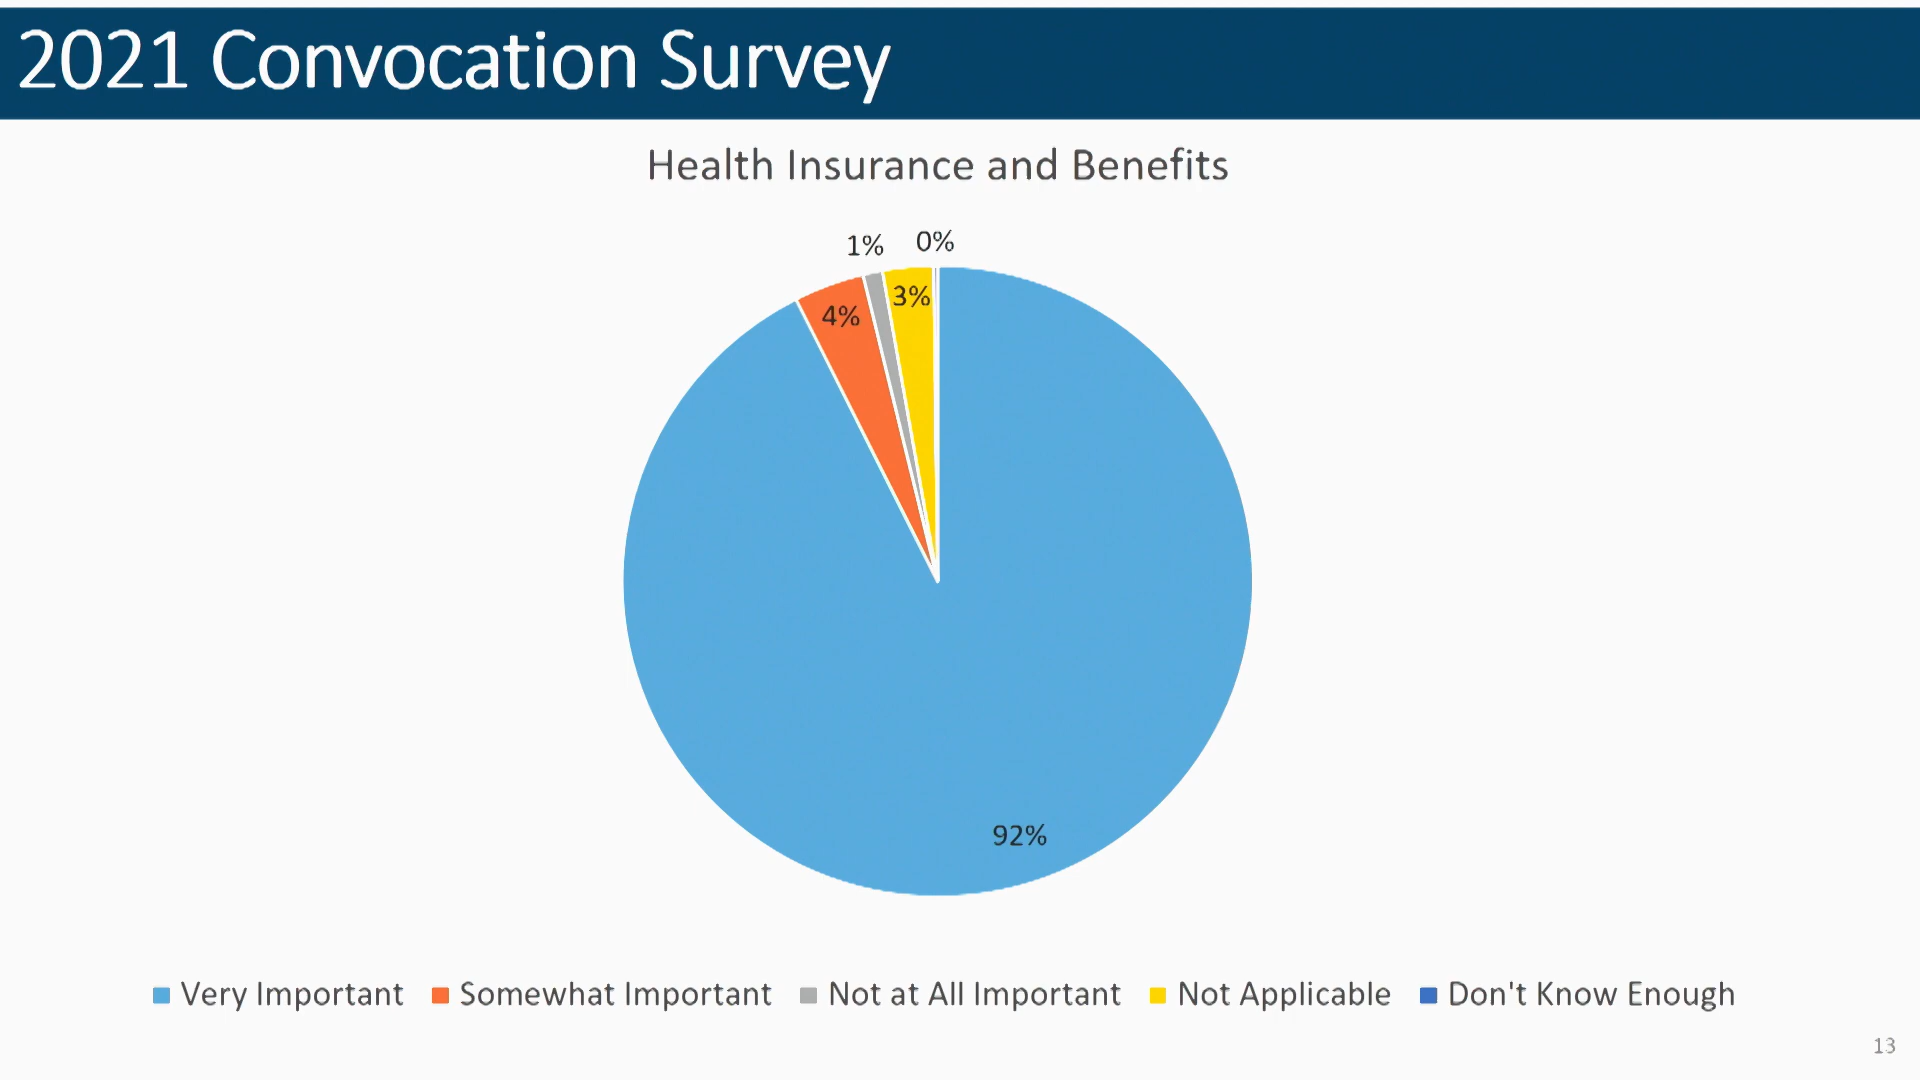 2021 Convocation Survey
Health Insurance and Benefits
1% 0%
4% 3%
92%
Very Important Somewhat Important Not at All Important Not Applicable Don't Know Enough
13